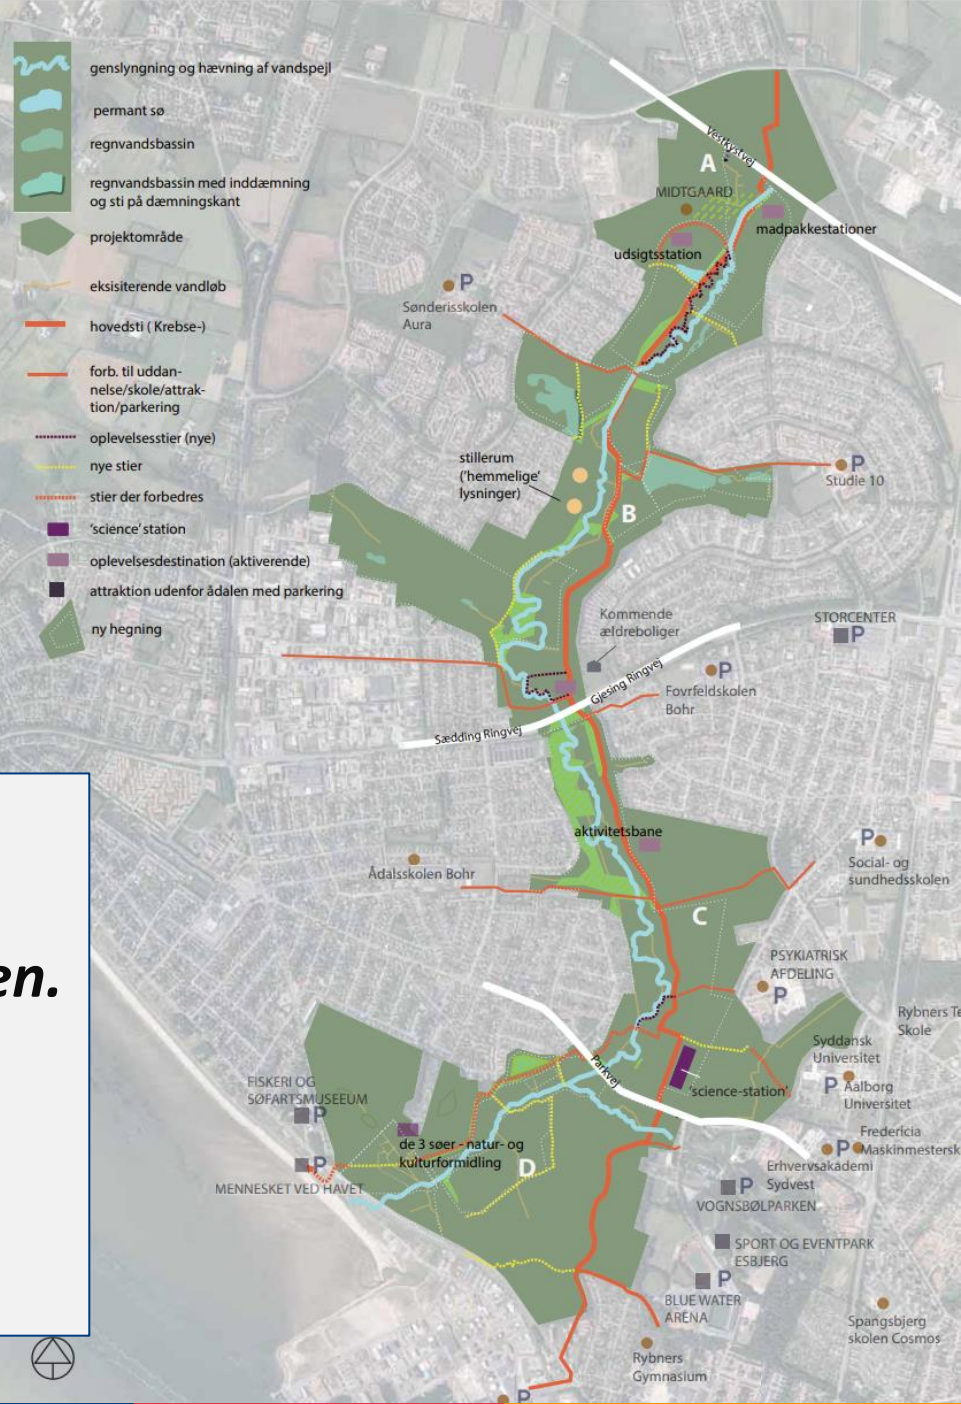 genslyngning og hævning af vandspejl
permant sø
regnvandsbassin
regnvandsbassin med inddæmning
og sti på dæmningskant
projektområde
eksisiterende vandløb
hovedsti ( Krebse-)
forb. til uddan-
nelse/skole/attrak-
tion/parkering
oplevelsesstier (nye)
nye stier
stier der forbedres
'science' station
oplevelsesdestination (aktiverende)
attraktion udenfor ådalen med parkering
ny hegning
Vestkystvej
A
MIDTGAARD
madpakkestationer
udsigtsstation
P
Sønderisskolen
Aura
stillerum
('hemmelige'
lysninger)
P
Studie 10
B
Kommende
ældreboliger
STORCENTER
P
Gjesing Ringvej
P
Fovrfeldskolen
Bohr
Sædding Ringvej
aktivitetsbane
P
Social- og
sundhedsskolen
Ådalsskolen Bohr
C
en.
PSYKIATRISK
AFDELING
P
Rybners Te
Skole
Syddansk
Universitet
Parkvej
FISKERI OG
SØFARTSMUSEEUM
P
'science-station'
P
Aalborg
Universitet
de 3 søer - natur- og
kulturformidling
Fredericia
P
Maskinmestersk
D
P
Erhvervsakademi
Sydvest
MENNESKET VED HAVET
P
VOGNSBØLPARKEN
SPORT OG EVENTPARK
ESBJERG
P
BLUE WATER
ARENA
Spangsbjerg
skolen Cosmos
Rybners
Gymnasium
P